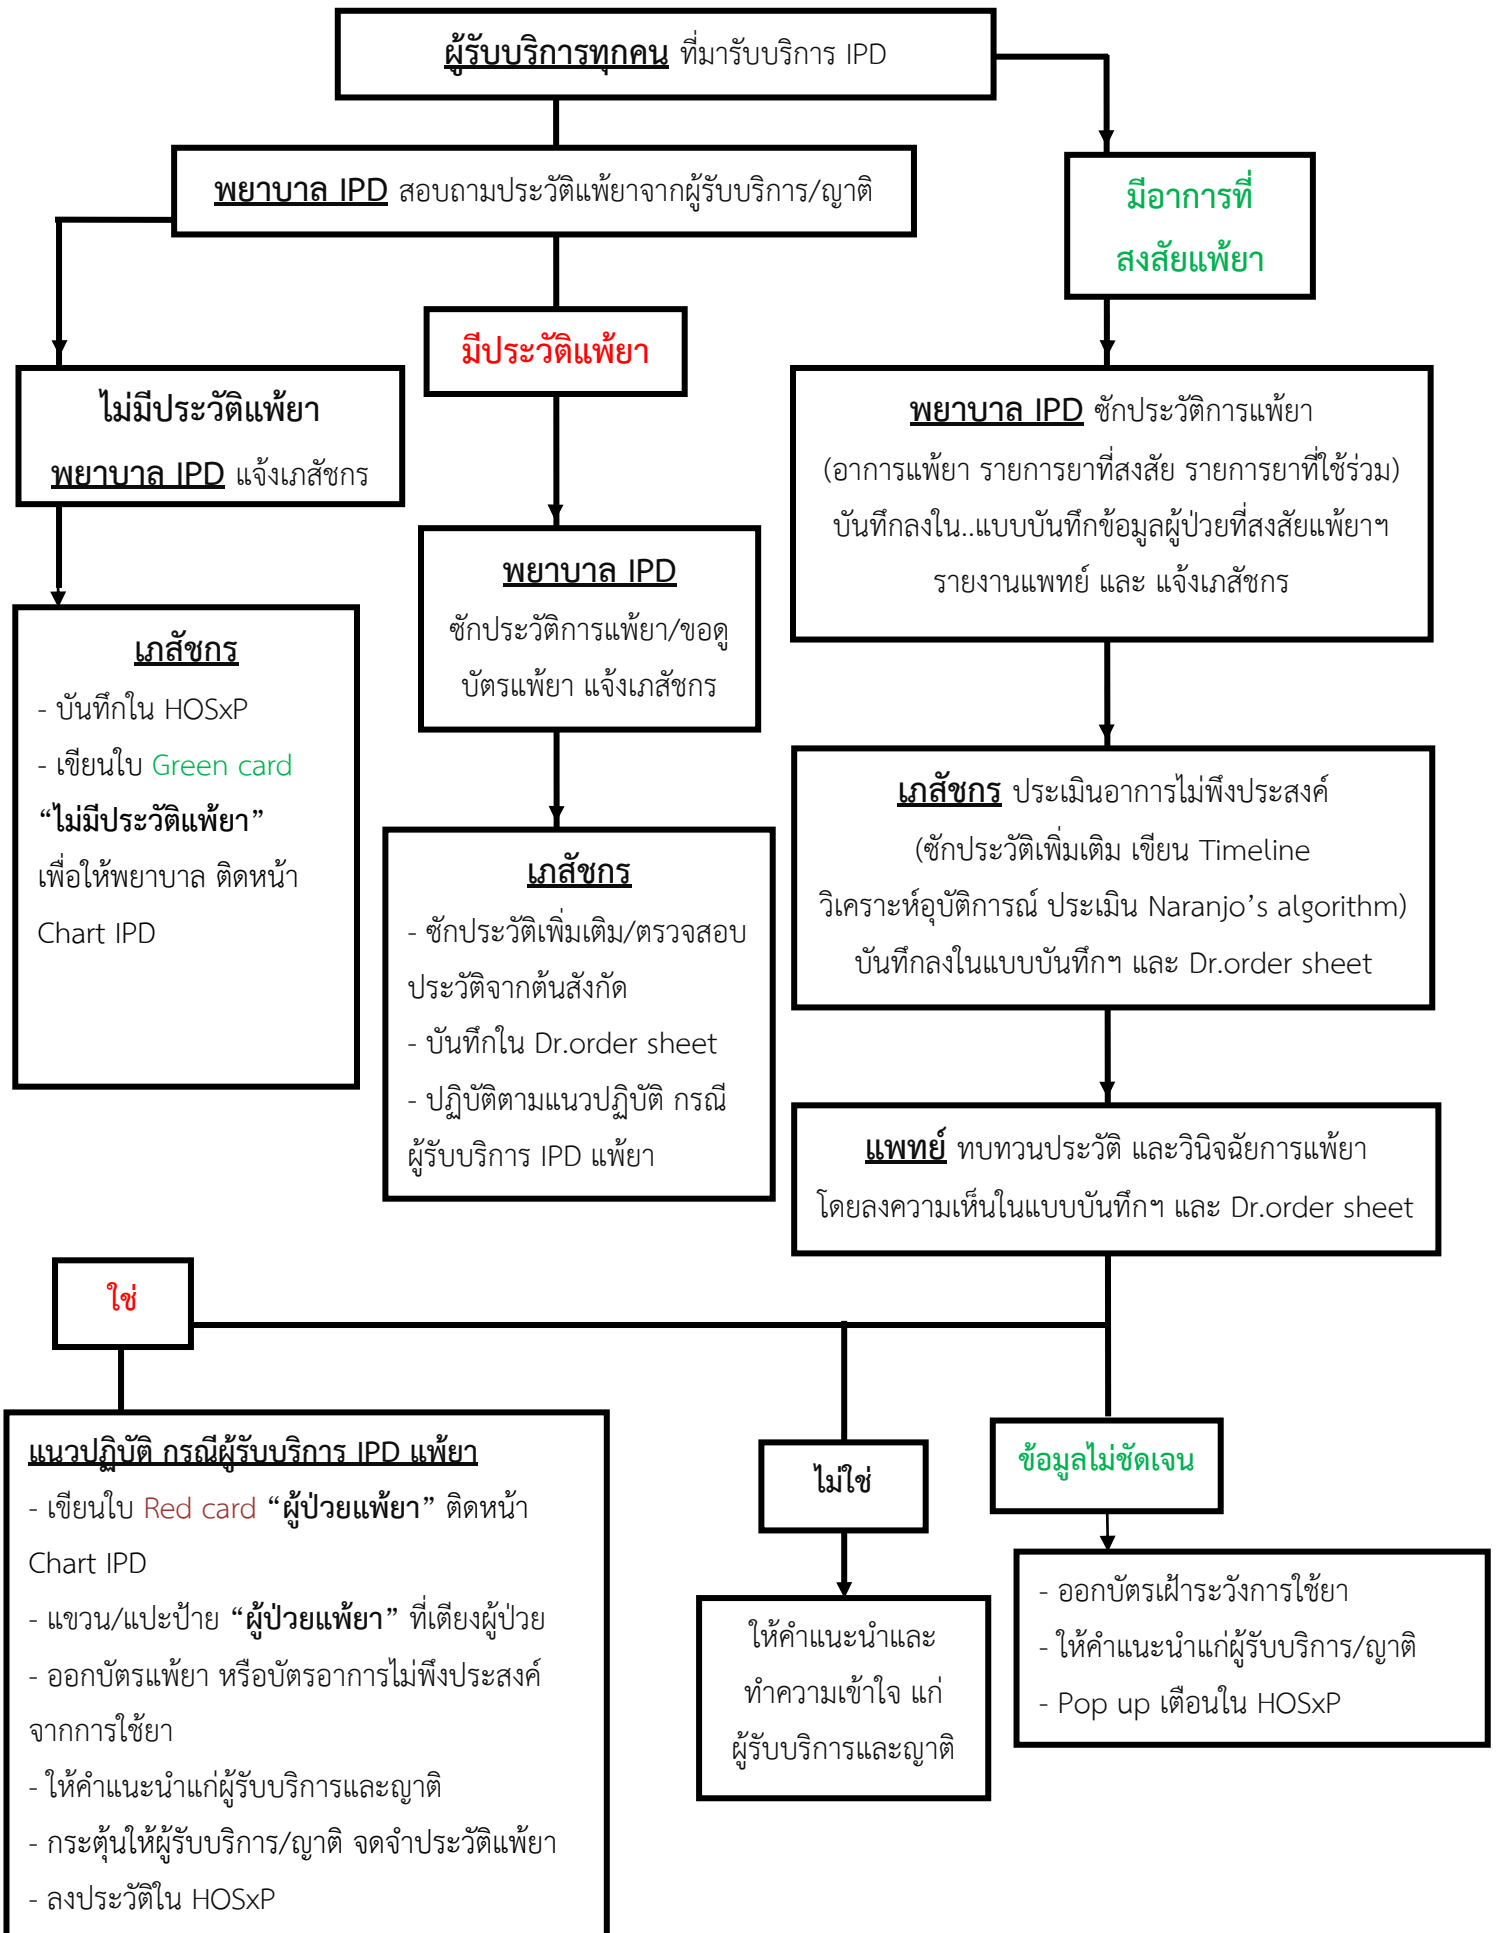 ผู้รับบริการทุกคน ที่มารับบริการ IPD
พยาบาล IPD สอบถามประวัติแพ้ยาจากผู้รับบริการ/ญาติ
มีอาการที่
สงสัยแพ้ยา
มีประวัติแพ้ยา
ไม่มีประวัติแพ้ยา
พยาบาล IPD แจ้งเภสัชกร
พยาบาล IPD ซักประวัติการแพ้ยา
(อาการแพ้ยา รายการยาที่สงสัย รายการยาที่ใช้ร่วม)
บันทึกลงใน..แบบบันทึกข้อมูลผู้ป่วยที่สงสัยแพ้ยาฯ
รายงานแพทย์ และ แจ้งเภสัชกร
พยาบาล IPD
ซักประวัติการแพ้ยา/ขอดู
บัตรแพ้ยา แจ้งเภสัชกร
เภสัชกร
- บันทึกใน HOSxP
- เขียนใบ Green card
“ไม่มีประวัติแพ้ยา”
เพื่อให้พยาบาล ติดหน้า
Chart IPD
เภสัชกร ประเมินอาการไม่พึงประสงค์
(ซักประวัติเพิ่มเติม เขียน Timeline
วิเคราะห์อุบัติการณ์ ประเมิน Naranjo’s algorithm)
บันทึกลงในแบบบันทึกฯ และ Dr.order sheet
เภสัชกร
- ซักประวัติเพิ่มเติม/ตรวจสอบ
ประวัติจากต้นสังกัด
- บันทึกใน Dr.order sheet
- ปฏิบัติตามแนวปฏิบัติ กรณี
ผู้รับบริการ IPD แพ้ยา
แพทย์ ทบทวนประวัติ และวินิจฉัยการแพ้ยา
โดยลงความเห็นในแบบบันทึกฯ และ Dr.order sheet
ใช่
แนวปฏิบัติ กรณีผู้รับบริการ IPD แพ้ยา
- เขียนใบ Red card “ผู้ป่วยแพ้ยา” ติดหน้า
Chart IPD
- แขวน/แปะป้าย “ผู้ป่วยแพ้ยา” ที่เตียงผู้ป่วย
- ออกบัตรแพ้ยา หรือบัตรอาการไม่พึงประสงค์
จากการใช้ยา
- ให้คำแนะนำแก่ผู้รับบริการและญาติ
- กระตุ้นให้ผู้รับบริการ/ญาติ จดจำประวัติแพ้ยา
- ลงประวัติใน HOSxP
ไม่ใช่
ให้คำแนะนำและ
ทำความเข้าใจ แก่
ผู้รับบริการและญาติ
ข้อมูลไม่ชัดเจน
- ออกบัตรเฝ้าระวังการใช้ยา
- ให้คำแนะนำแก่ผู้รับบริการ/ญาติ
- Pop up เตือนใน HOSxP